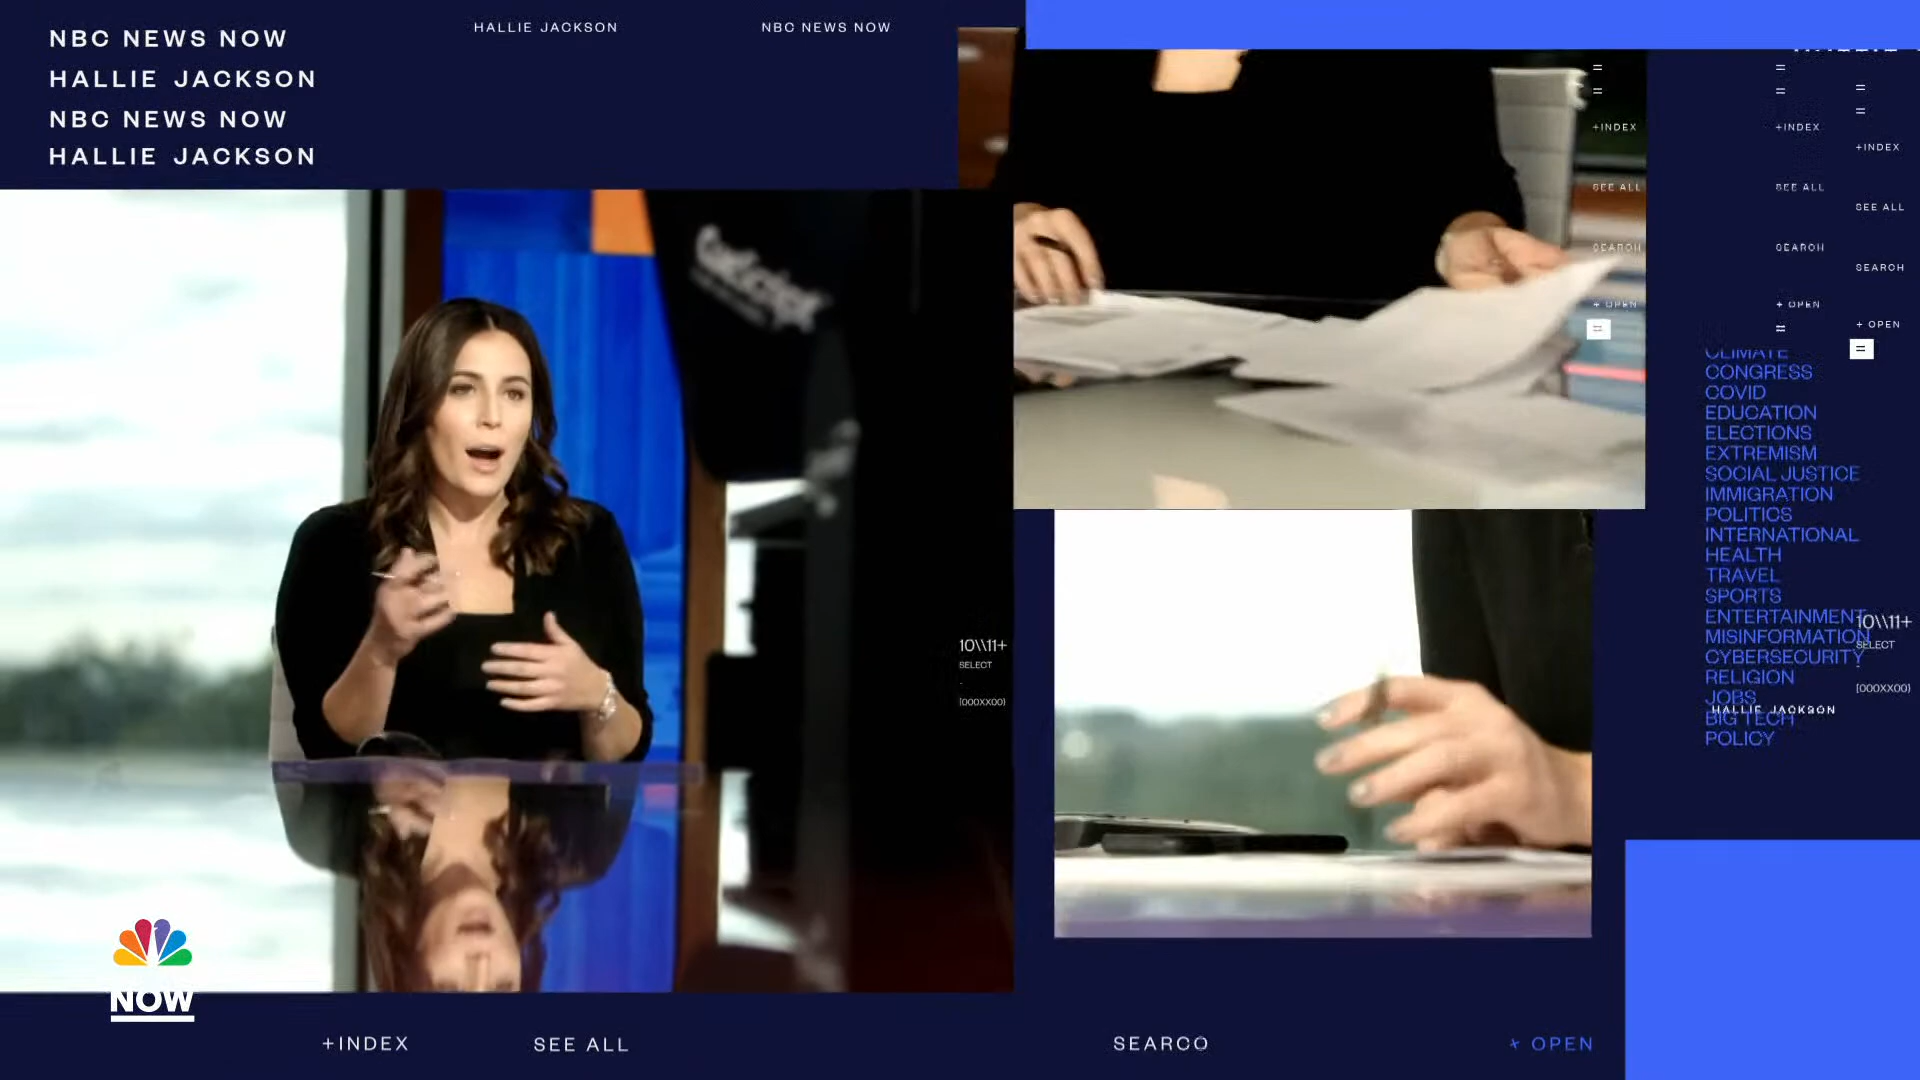 NBC NEWS NOW
HALLIE JACKSON
NBC NEWS NOW
HALLIE JACKSON
HALLIE JACKSON
NBC NEWS NOW
=
=
+INDEX
SEE ALL
SEARCH
+ OPEN
=
=
=
+INDEX
SEE ALL
SEARCH
+ OPEN
=
=
=
+INDEX
SEE ALL
SEARCH
+ OPEN
=
CLIMATE
CONGRESS
COVID
EDUCATION
ELECTIONS
EXTREMISM
SOCIAL JUSTICE
IMMIGRATION
POLITICS
INTERNATIONAL
HEALTH
TRAVEL
SPORTS
ENTERTAINMENT
MISINFORMATION
CYBERSECURITY
RELIGION
JOBS
HALLIE JACKSON
BIG TECH
POLICY
10\\11+
SELECT
-
[000XX00)
10\\11+
SELECT
-
[000XX00)
NOW
+INDEX
SEE ALL
SEARCO
+ OPEN